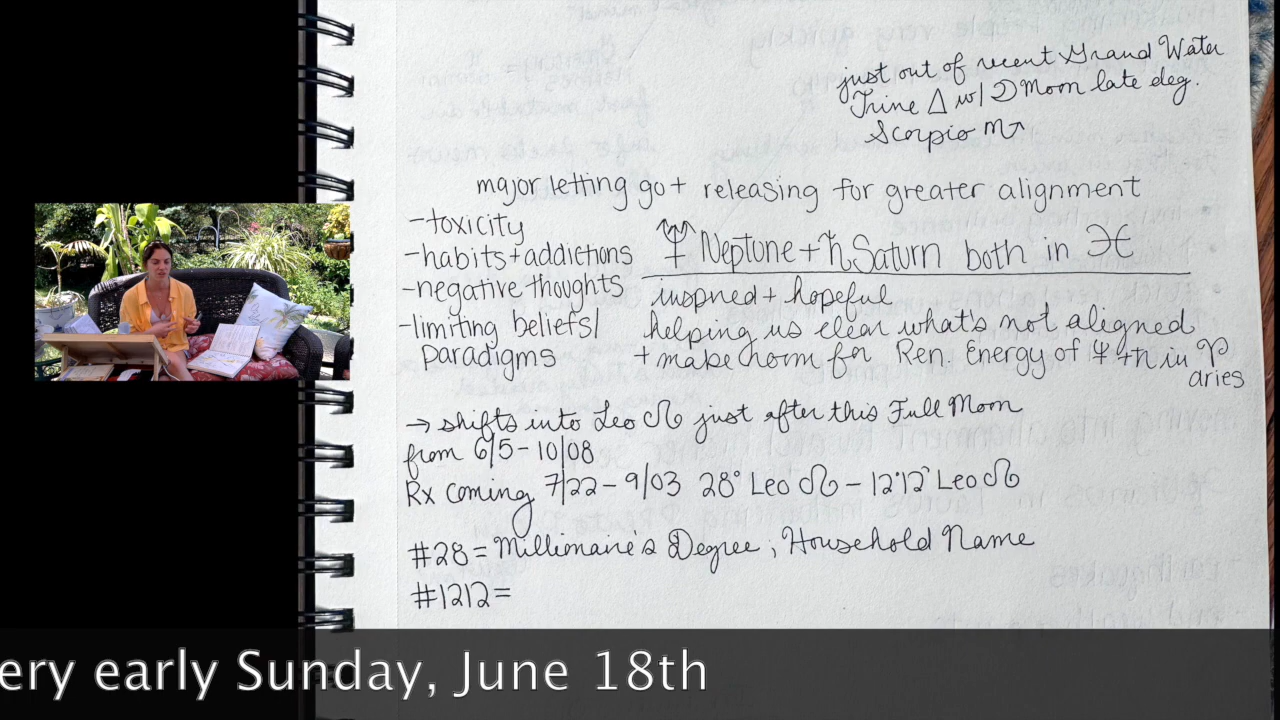 just out of recent Grand Water
Trine △ w/ ☽ Moon late deg.
Scorpio ♏
major letting go + releasing for greater alignment
-toxicity
-habits+addictions
-negative thoughts
-limiting beliefs/
paradigms
♆ Neptune + ♄ Saturn both in ♓
inspired + hopeful
helping us clear what's not aligned
+ make room for Ren. Energy of ♆ + ♄ in ♈
aries
→ shifts into Leo ♌ just after this Full Moon
from 6/5-10/08
Rx coming 7/22-9/03 28° Leo ♌ - 12°12° Leo ♌
#28= Millionaire's Degree; Household Name
#1212=
ery early Sunday, June 18th